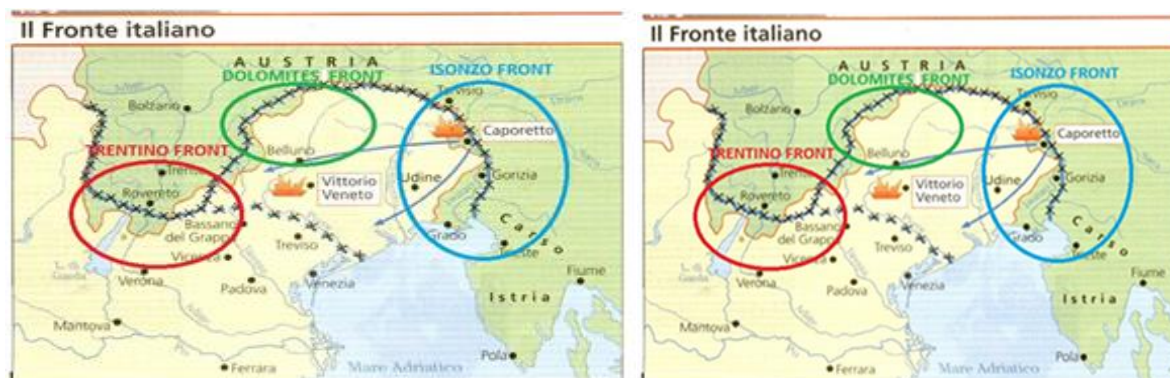 Il Fronte italiano
AUSTRIA
DOLOMITES FRONT
ISONZO FRONT
Tarvisio
Bolzano
Caporetto
TRENTINO FRONT
Belluno
Trento
Gorizia
Rovereto
Vittorio
Veneto
Udine
Bassano
del Grappa
Grado
Carso
Treviso
Trieste
Vicenza
Verona
Venezia
Fiume
Padova
Istria
Mantova
Pola
Mare Adriatico
Ferrara
Il Fronte italiano
AUSTRIA
DOLOMITES FRONT
ISONZO FRONT
Tarvisio
Bolzano
Caporetto
TRENTINO FRONT
Belluno
Trento
Gorizia
Rovereto
Vittorio
Veneto
Udine
Bassano
del Grappa
Grado
Carso
Treviso
Trieste
Vicenza
Verona
Venezia
Fiume
Padova
Istria
Mantova
Pola
Mare Adriatico
Ferrara